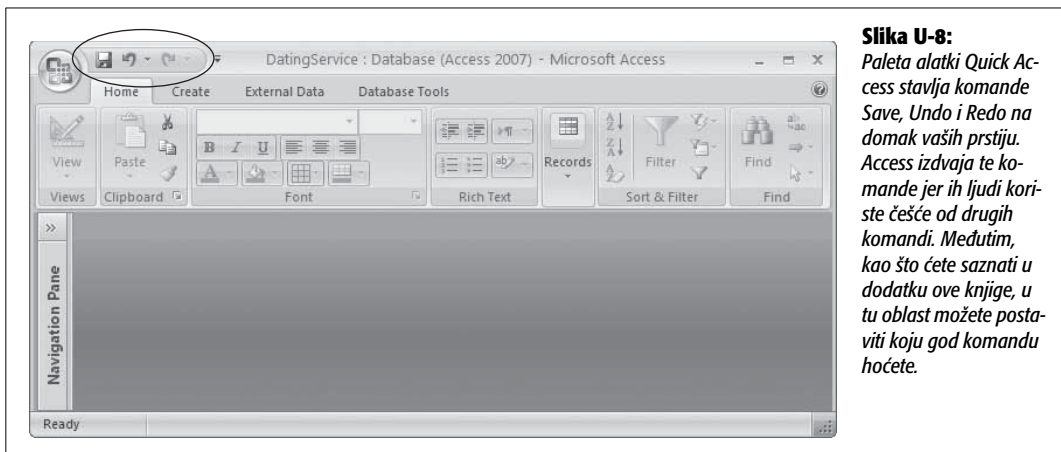 DatingService : Database (Access 2007) - Microsoft Access
Home Create External Data Database Tools
View
Paste
B I U
A
ab
Records
A
Z
Z
A
Filter
Find
Views Clipboard Font Rich Text Sort & Filter Find
»
Navigation Pane
Ready
Slika U-8:
Paleta alatki Quick Ac-
cess stavlja komande
Save, Undo i Redo na
domak vaših prstiju.
Access izdvaja te ko-
mande jer ih ljudi kori-
ste češće od drugih
komandi. Međutim,
kao što ćete saznati u
dodatku ove knjige, u
tu oblast možete posta-
viti koju god komandu
hoćete.